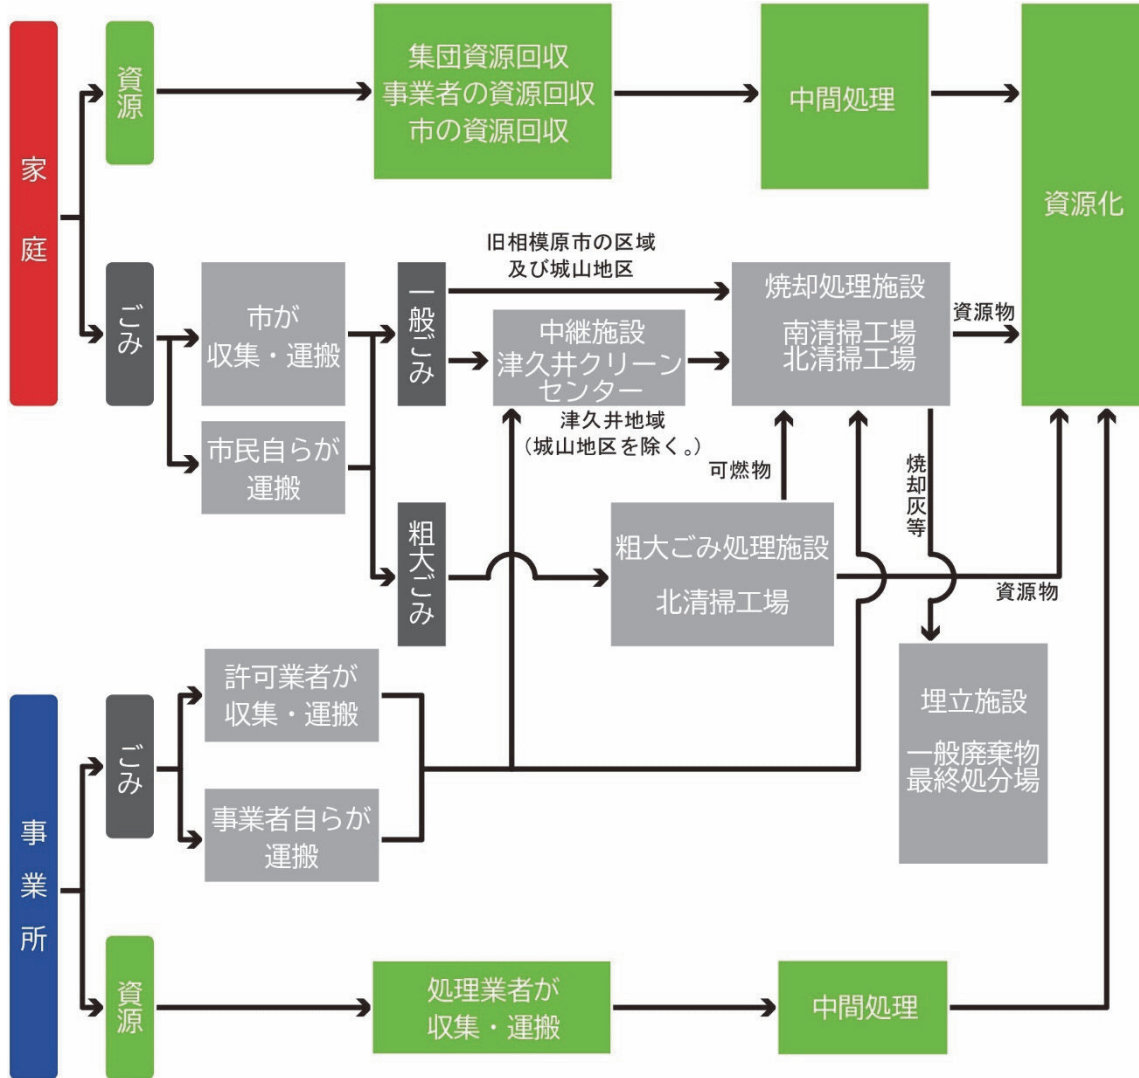 家庭
資源
集団資源回収
事業者の資源回収
市の資源回収
中間処理
資源化
ごみ
市が
収集・運搬
市民自らが
運搬
一般ごみ
旧相模原市の区域
及び城山地区
中継施設
津久井クリーン
センター
津久井地域
（城山地区を除く。）
焼却処理施設
南清掃工場
北清掃工場
資源物
可燃物
焼却灰等
粗大ごみ
粗大ごみ処理施設
北清掃工場
資源物
埋立施設
一般廃棄物
最終処分場
事業所
ごみ
許可業者が
収集・運搬
事業者自らが
運搬
資源
処理業者が
収集・運搬
中間処理